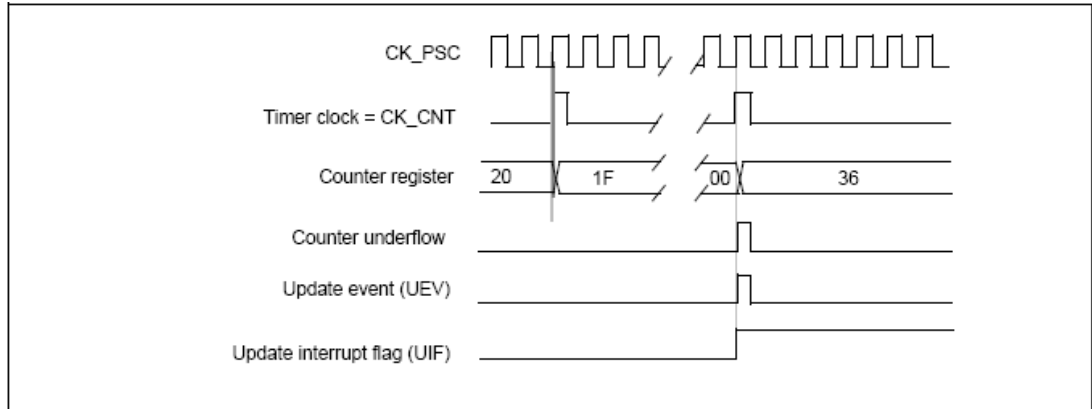 CK_PSC
Timer clock = CK_CNT
Counter register 20 1F 00 36
Counter underflow
Update event (UEV)
Update interrupt flag (UIF)